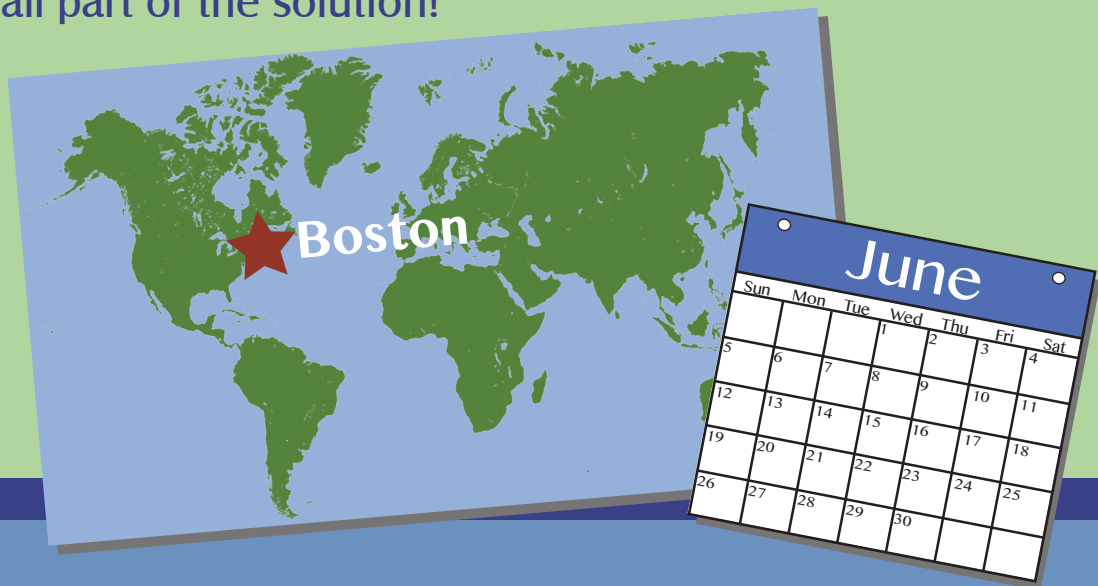 all part of the solution!
Boston
June
Sun Mon Tue Wed Thu Fri Sat
1 2 3 4
5 6 7 8 9 10 11
12 13 14 15 16 17 18
19 20 21 22 23 24 25
26 27 28 29 30